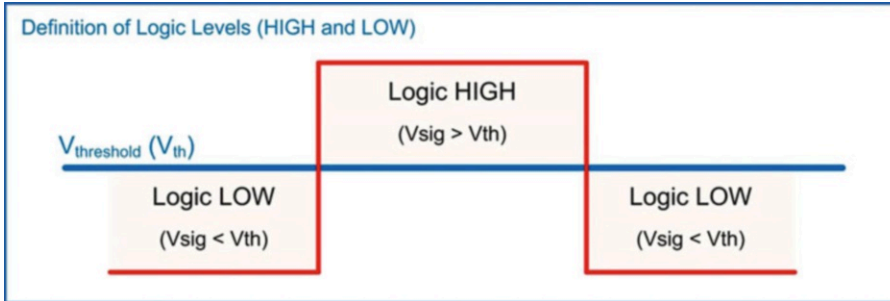 Definition of Logic Levels (HIGH and LOW)
Logic HIGH
(Vsig > Vth)
Vthreshold (Vth)
Logic LOW
(Vsig < Vth)
Logic LOW
(Vsig < Vth)